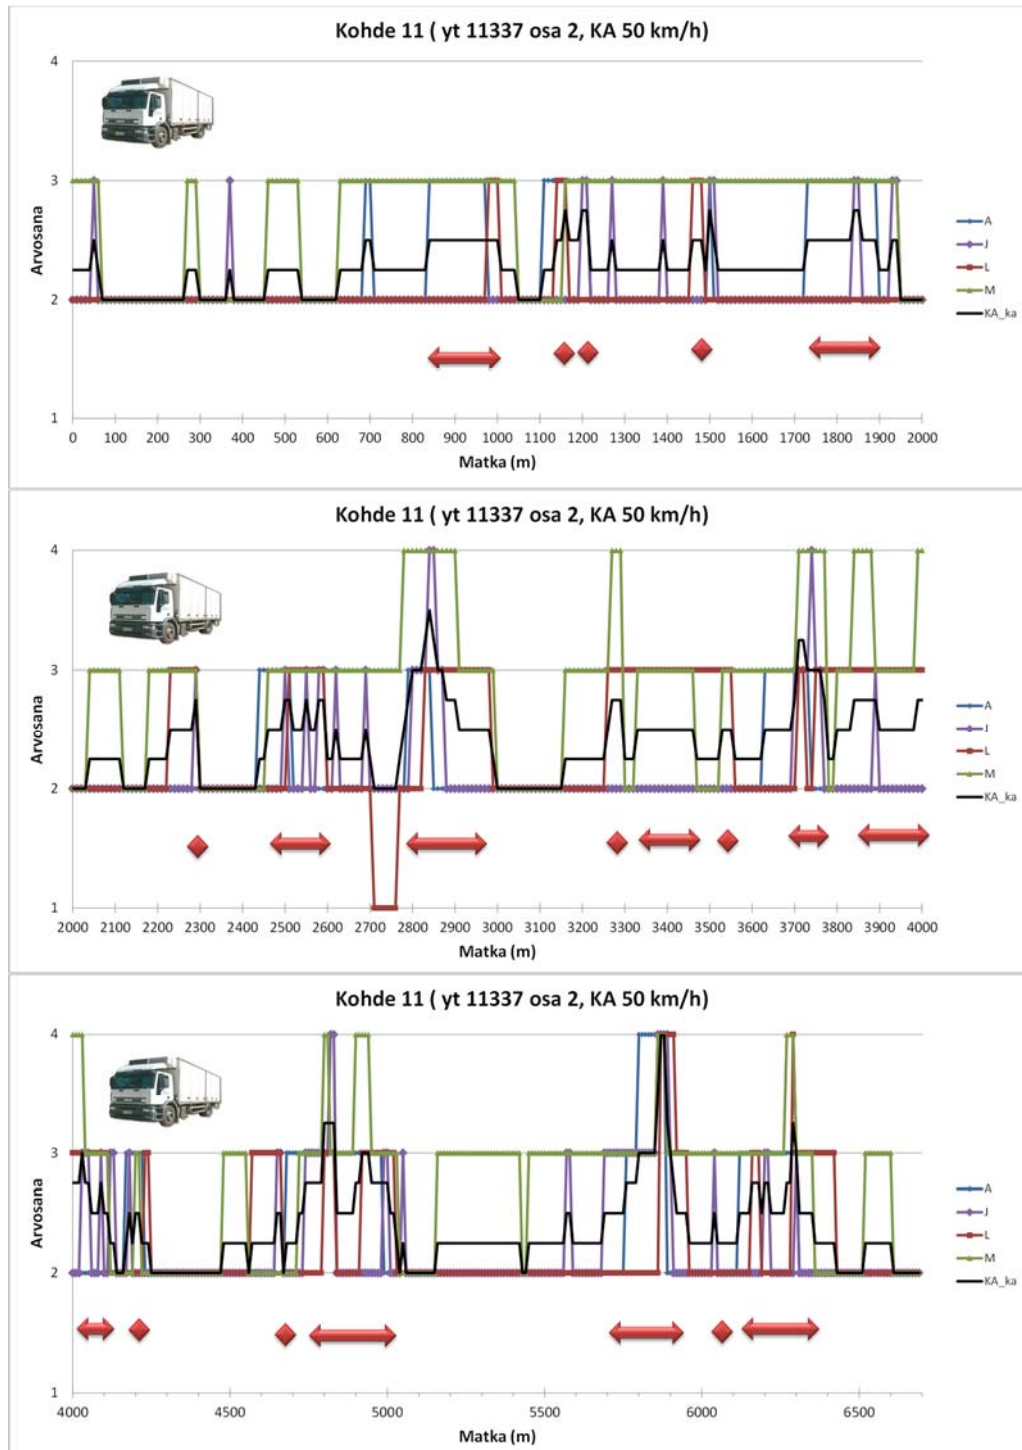 Kohde 11 ( yt 11337 osa 2, KA 50 km/h)
4
3
2
1
Arvosana
0 100 200 300 400 500 600 700 800 900 1000 1100 1200 1300 1400 1500 1600 1700 1800 1900 2000
Matka (m)
A
J
L
M
KA_ka
Kohde 11 ( yt 11337 osa 2, KA 50 km/h)
4
3
2
1
Arvosana
2000 2100 2200 2300 2400 2500 2600 2700 2800 2900 3000 3100 3200 3300 3400 3500 3600 3700 3800 3900 4000
Matka (m)
A
J
L
M
KA_ka
Kohde 11 ( yt 11337 osa 2, KA 50 km/h)
4
3
2
1
Arvosana
4000 4500 5000 5500 6000 6500
Matka (m)
A
J
L
M
KA_ka